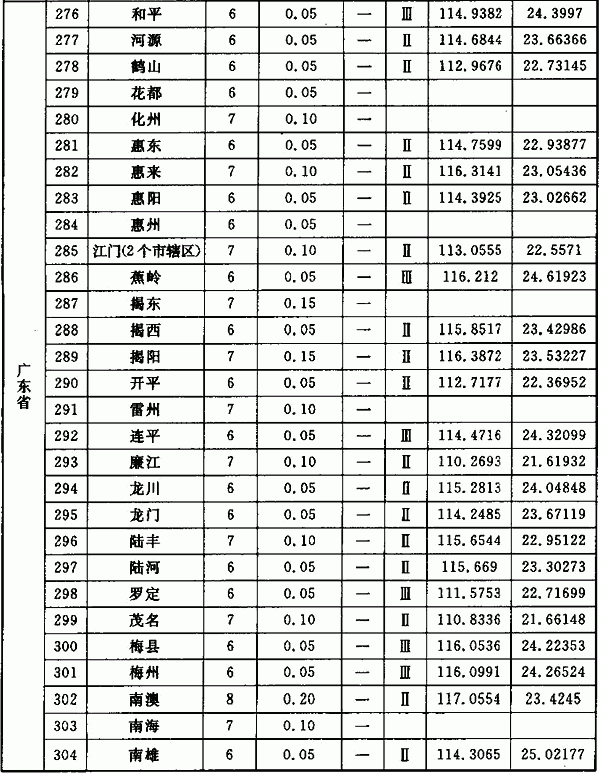 广东省
276 和平 6 0.05 — Ⅲ 114.9382 24.3997
277 河源 6 0.05 — Ⅱ 114.6844 23.66366
278 鹤山 6 0.05 — Ⅱ 112.9676 22.73145
279 花都 6 0.05 —
280 化州 7 0.10 —
281 惠东 6 0.05 — Ⅱ 114.7599 22.93877
282 惠来 7 0.10 — Ⅱ 116.3141 23.05436
283 惠阳 6 0.05 — Ⅱ 114.3925 23.02662
284 惠州 6 0.05 —
285 江门(2个市辖区) 7 0.10 — Ⅱ 113.0555 22.5571
286 蕉岭 6 0.05 — Ⅲ 116.212 24.61923
287 揭东 7 0.15 —
288 揭西 6 0.05 — Ⅱ 115.8517 23.42986
289 揭阳 7 0.15 — Ⅱ 116.3872 23.53227
290 开平 6 0.05 — Ⅱ 112.7177 22.36952
291 雷州 7 0.10 —
292 连平 6 0.05 — Ⅲ 114.4716 24.32099
293 廉江 7 0.10 — Ⅱ 110.2693 21.61932
294 龙川 6 0.05 — Ⅱ 115.2813 24.04848
295 龙门 6 0.05 — Ⅱ 114.2485 23.67119
296 陆丰 7 0.10 — Ⅱ 115.6544 22.95122
297 陆河 6 0.05 — Ⅱ 115,669 23.30273
298 罗定 6 0.05 — Ⅲ 111.5753 22.71699
299 茂名 7 0.10 — Ⅱ 110.8336 21.66148
300 梅县 6 0.05 — Ⅲ 116.0536 24.22353
301 梅州 6 0.05 — Ⅲ 116.0991 24.26524
302 南澳 8 0.20 — Ⅱ 117.0554 23.4245
303 南海 7 0.10 —
304 南雄 6 0.05 — Ⅱ 114.3065 25.02177